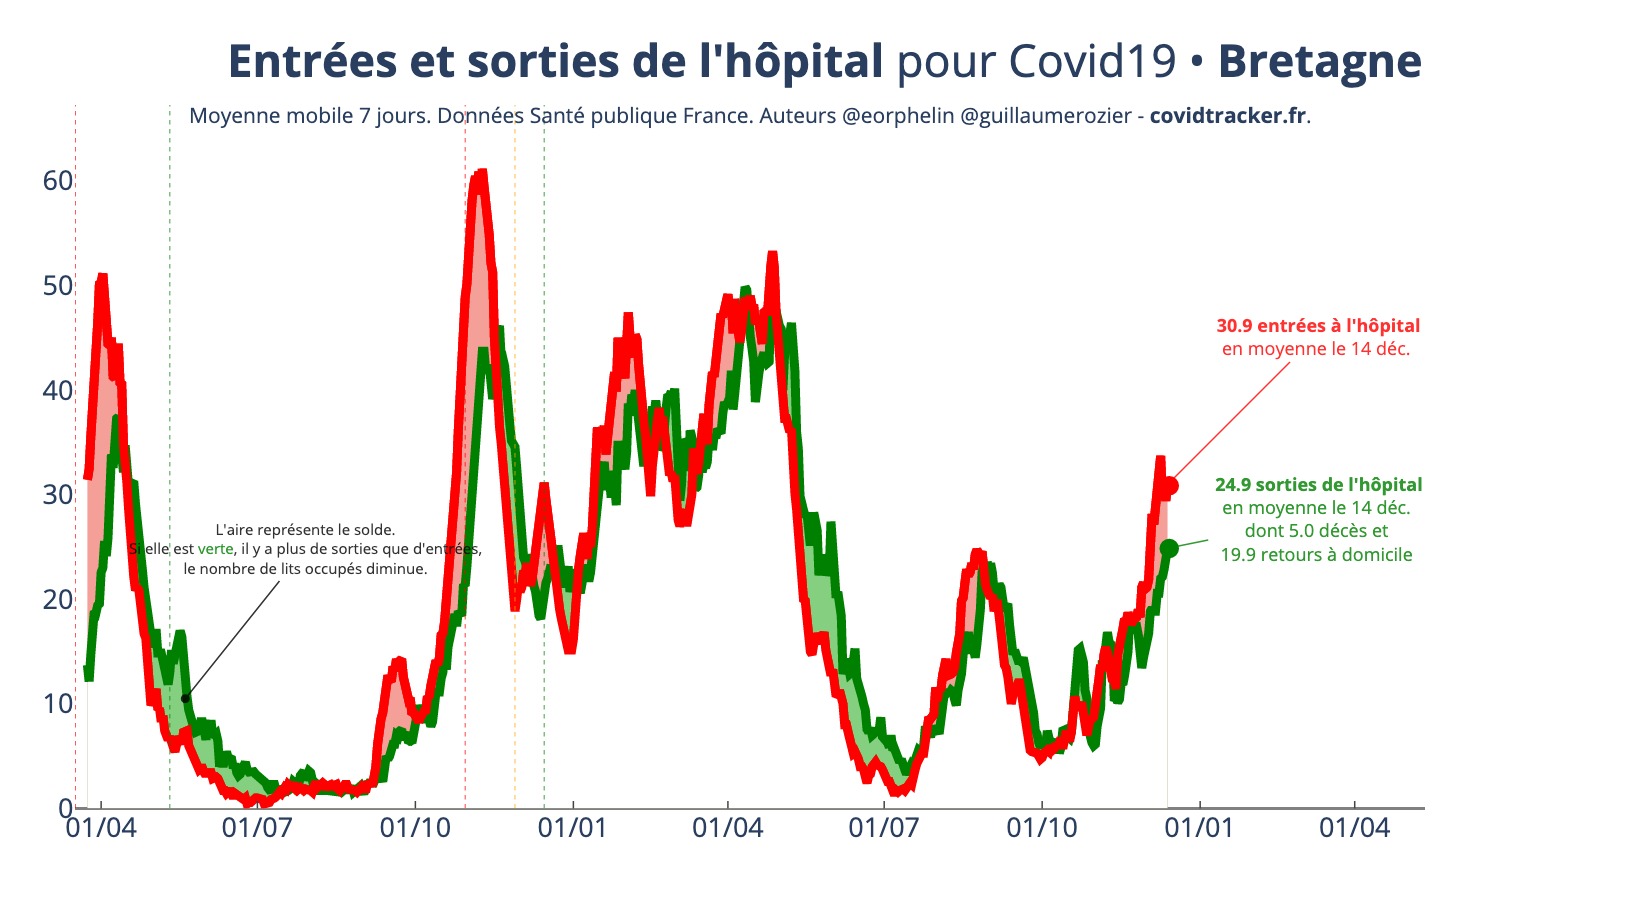 Entrées et sorties de l'hôpital pour Covid19 • Bretagne
Moyenne mobile 7 jours. Données Santé publique France. Auteurs @eorphelin @guillaumerozier - covidtracker.fr.
60
50
40
30
20
10
0
30.9 entrées à l'hôpital
en moyenne le 14 déc.
24.9 sorties de l'hôpital
en moyenne le 14 déc.
dont 5.0 décès et
19.9 retours à domicile
L'aire représente le solde.
Si elle est verte, il y a plus de sorties que d'entrées,
le nombre de lits occupés diminue.
01/04 01/07 01/10 01/01 01/04 01/07 01/10 01/01 01/04